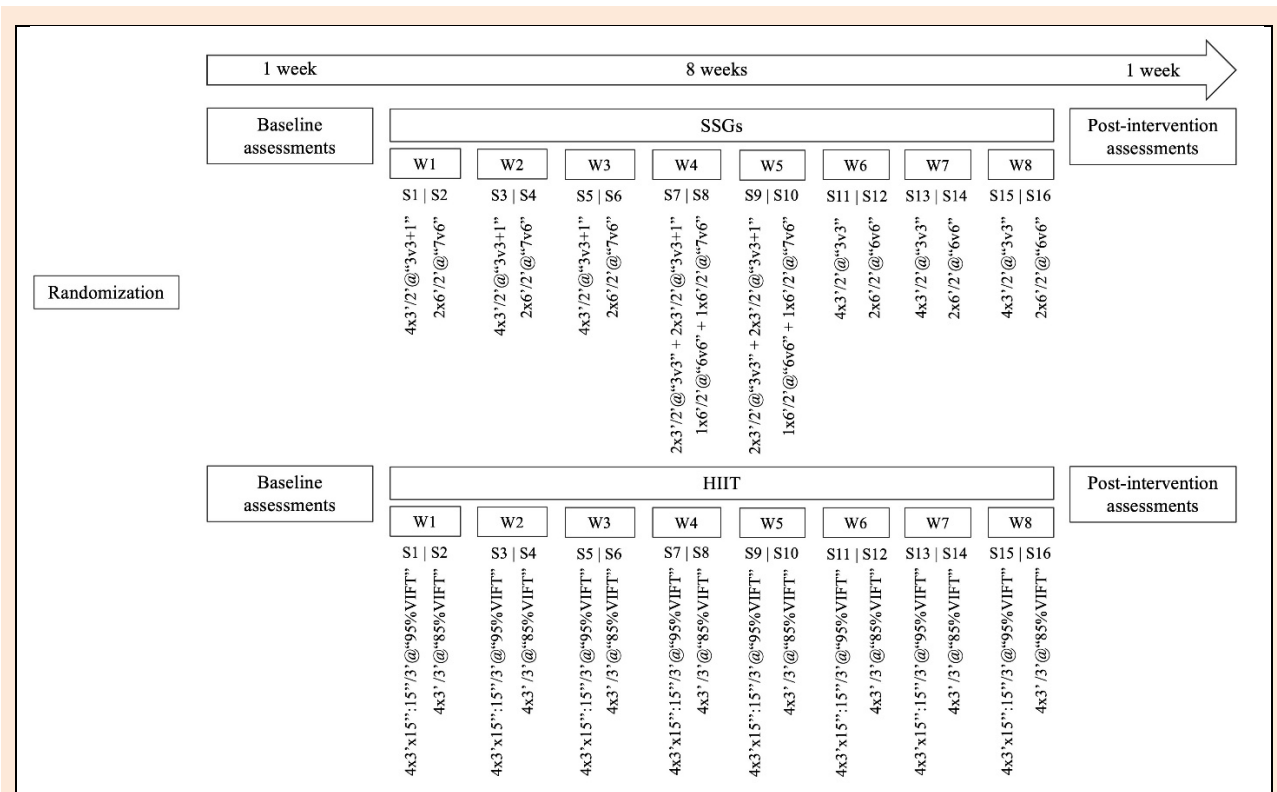 1 week 8 weeks 1 week
Baseline assessments
SSGs
Post-intervention assessments
W1 W2 W3 W4 W5 W6 W7 W8
S1 | S2 S3 | S4 S5 | S6 S7 | S8 S9 | S10 S11 | S12 S13 | S14 S15 | S16
4x3’/2’@“3v3+1”
2x6’/2’@“7v6”
4x3’/2’@“3v3+1”
2x6’/2’@“7v6”
4x3’/2’@“3v3+1”
2x6’/2’@“7v6”
2x3’/2’@“3v3” + 2x3’/2’@“3v3+1”
1x6’/2’@“6v6” + 1x6’/2’@“7v6”
2x3’/2’@“3v3” + 2x3’/2’@“3v3+1”
1x6’/2’@“6v6” + 1x6’/2’@“7v6”
4x3’/2’@“3v3”
2x6’/2’@“6v6”
4x3’/2’@“3v3”
2x6’/2’@“6v6”
4x3’/2’@“3v3”
2x6’/2’@“6v6”
Randomization
Baseline assessments
HIIT
Post-intervention assessments
W1 W2 W3 W4 W5 W6 W7 W8
S1 | S2 S3 | S4 S5 | S6 S7 | S8 S9 | S10 S11 | S12 S13 | S14 S15 | S16
4x3’x15”:15”/3’@“95%VIFT”
4x3’ /3’@“85%VIFT”
4x3’x15”:15”/3’@“95%VIFT”
4x3’ /3’@“85%VIFT”
4x3’x15”:15”/3’@“95%VIFT”
4x3’ /3’@“85%VIFT”
4x3’x15”:15”/3’@“95%VIFT”
4x3’ /3’@“85%VIFT”
4x3’x15”:15”/3’@“95%VIFT”
4x3’ /3’@“85%VIFT”
4x3’x15”:15”/3’@“95%VIFT”
4x3’ /3’@“85%VIFT”
4x3’x15”:15”/3’@“95%VIFT”
4x3’ /3’@“85%VIFT”
4x3’x15”:15”/3’@“95%VIFT”
4x3’ /3’@“85%VIFT”